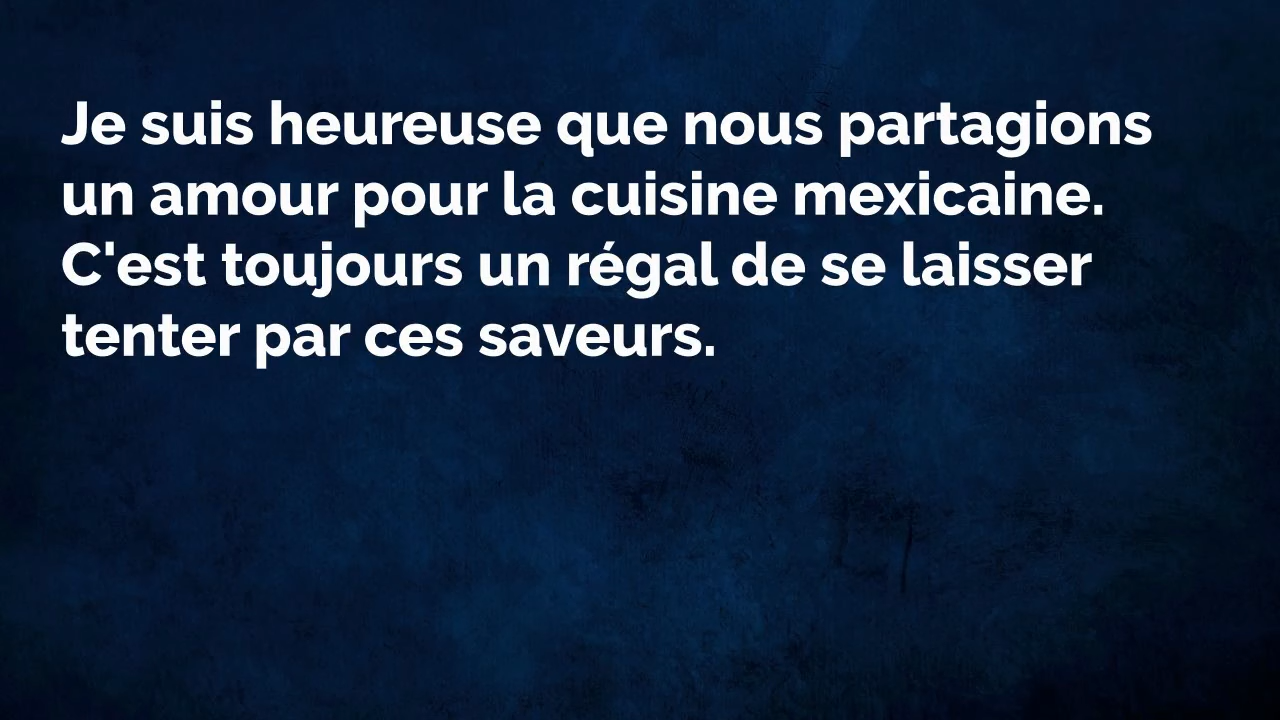 Je suis heureuse que nous partagions
un amour pour la cuisine mexicaine.
C'est toujours un régal de se laisser
tenter par ces saveurs.